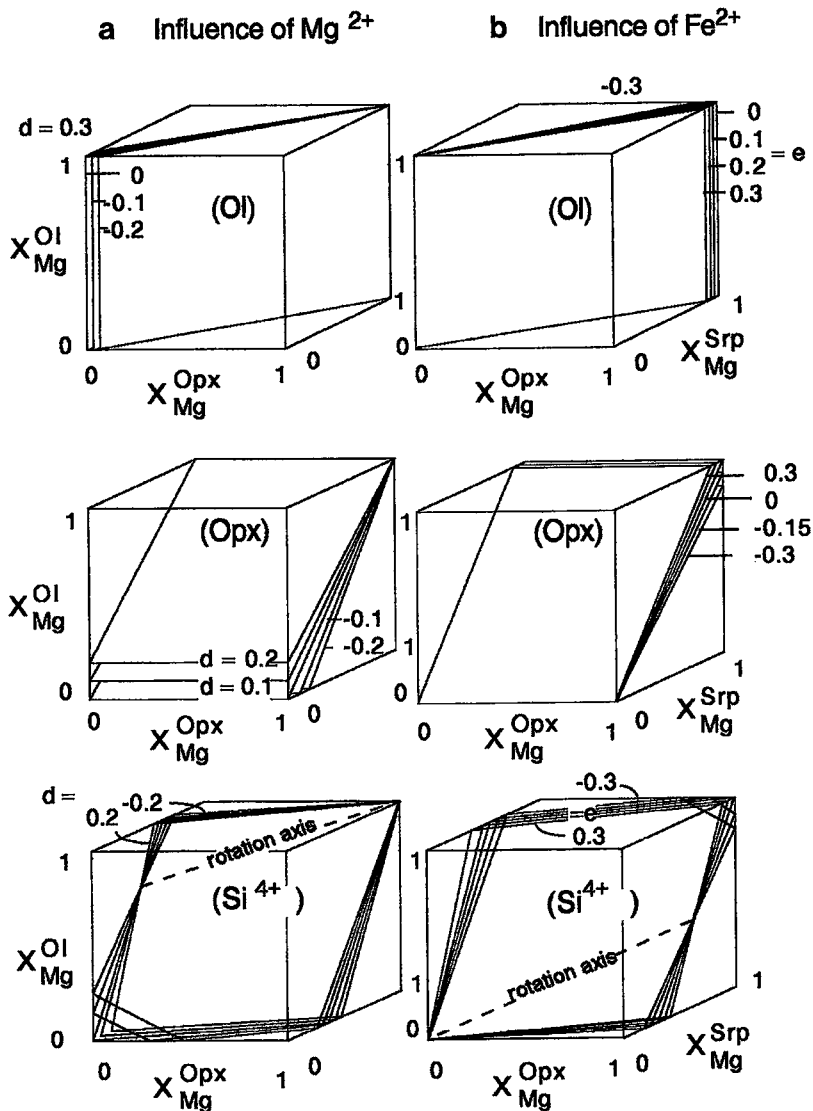 a Influence of Mg 2+
b Influence of Fe2+
d = 0.3
1
0
-0.1
-0.2
(Ol)
X Ol Mg
0
1
0
0
1
X Opx Mg
-0.3
0
0.1
0.2 = e
0.3
1
(Ol)
0
1
0
0
1
X Opx Mg
X Srp Mg
1
(Opx)
X Ol Mg
-0.1
-0.2
d = 0.2
d = 0.1
0
1
0
0
1
X Opx Mg
0.3
0
-0.15
-0.3
1
(Opx)
0
1
0
0
1
X Opx Mg
X Srp Mg
d =
-0.2
0.2
1
rotation axis
(Si 4+ )
X Ol Mg
0
1
0
0
1
X Opx Mg
-0.3
=e
0.3
1
(Si4+ )
rotation axis
0
1
0
0
1
X Opx Mg
X Srp Mg